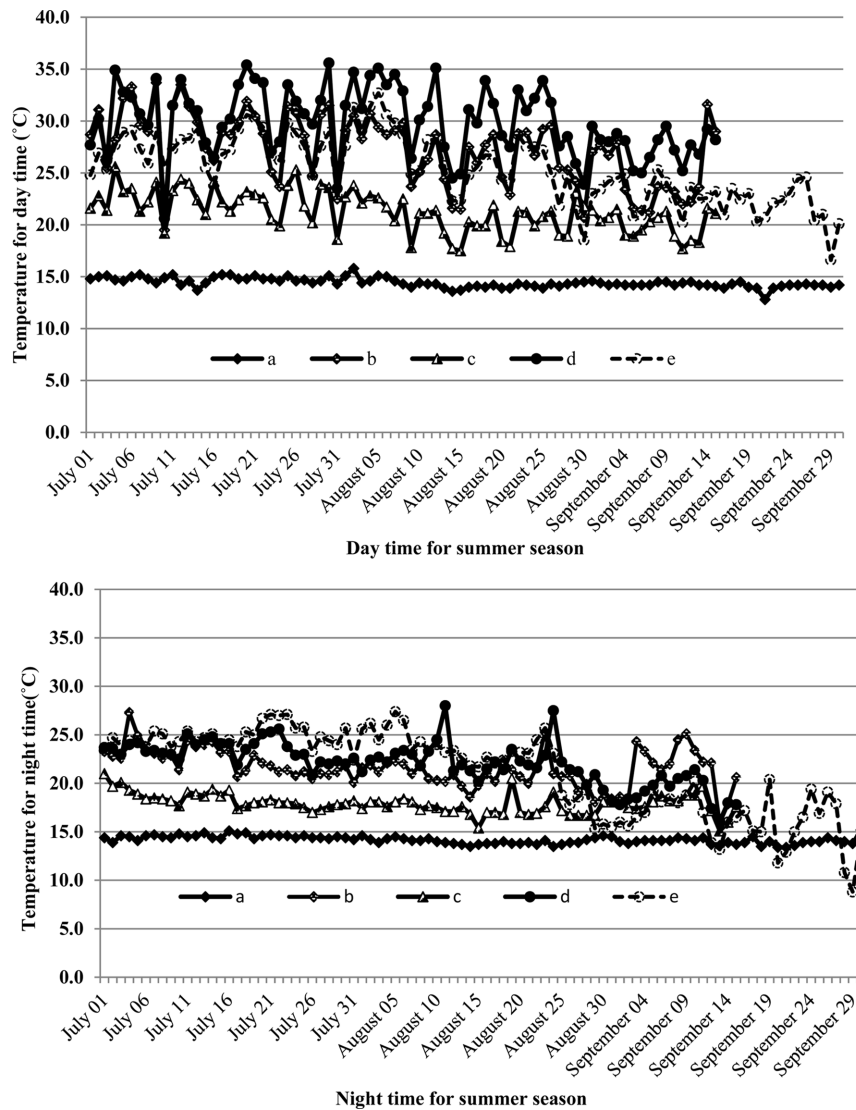 40.0
35.0
30.0
25.0
20.0
15.0
10.0
5.0
0.0
Temperature for day time (˚C)
a b c d e
July 01
July 06
July 11
July 16
July 21
July 26
July 31
August 05
August 10
August 15
August 20
August 25
August 30
September 04
September 09
September 14
September 19
September 24
September 29
Day time for summer season
40.0
35.0
30.0
25.0
20.0
15.0
10.0
5.0
0.0
Temperature for night time(˚C)
a b c d e
July 01
July 06
July 11
July 16
July 21
July 26
July 31
August 05
August 10
August 15
August 20
August 25
August 30
September 04
September 09
September 14
September 19
September 24
September 29
Night time for summer season